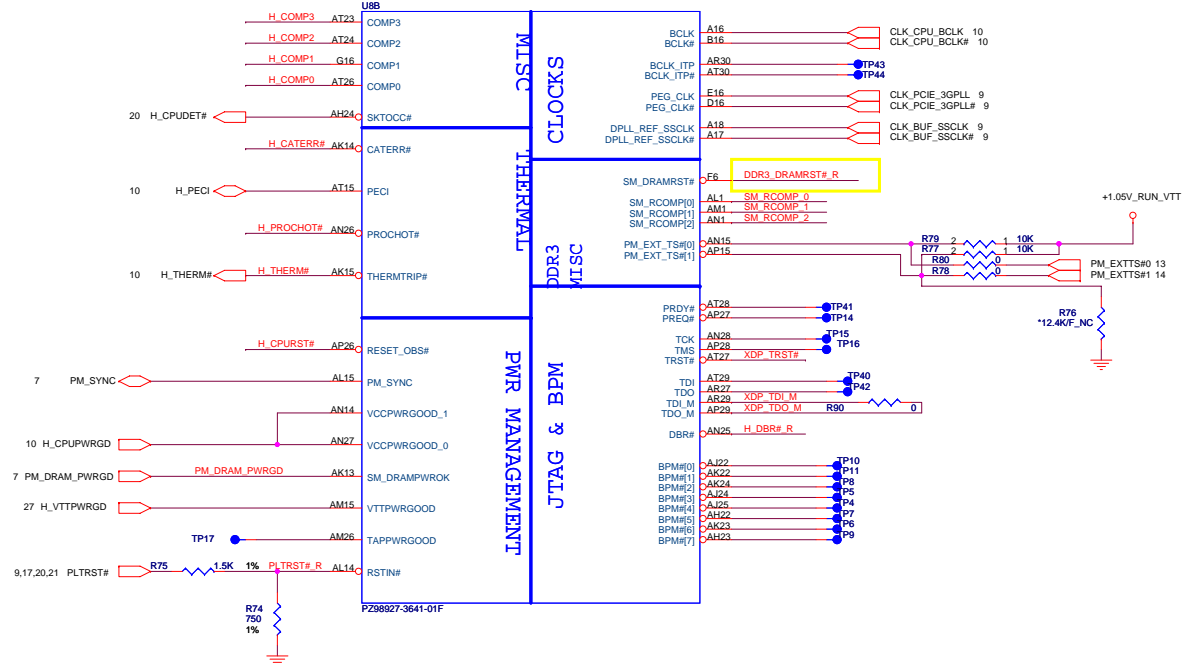 U8B
H_COMP3 AT23 COMP3
H_COMP2 AT24 COMP2
H_COMP1 G16 COMP1
H_COMP0 AT26 COMP0
20 H_CPUDET# AH24 SKTOCC#
H_CATERR# AK14 CATERR#
10 H_PECI AT15 PECI
H_PROCHOT# AN26 PROCHOT#
10 H_THERM# H_THERM# AK15 THERMTRIP#
H_CPURST# AP26 RESET_OBS#
7 PM_SYNC AL15 PM_SYNC
AN14 VCCPWRGOOD_1
10 H_CPUPWRGD AN27 VCCPWRGOOD_0
7 PM_DRAM_PWRGD PM_DRAM_PWRGD AK13 SM_DRAMPWROK
27 H_VTTPWRGD AM15 VTTPWRGOOD
TP17 AM26 TAPPWRGOOD
9,17,20,21 PLTRST# R75 1.5K 1% PLTRST#_R AL14 RSTIN#
R74
750
1%
PZ98927-3641-01F
MISC
THERMAL
PWR MANAGEMENT
CLOCKS
DDR3
MISC
JTAG & BPM
BCLK A16 CLK_CPU_BCLK 10
BCLK# B16 CLK_CPU_BCLK# 10
BCLK_ITP AR30 TP43
BCLK_ITP# AT30 TP44
PEG_CLK E16 CLK_PCIE_3GPLL 9
PEG_CLK# D16 CLK_PCIE_3GPLL# 9
DPLL_REF_SSCLK A18 CLK_BUF_SSCLK 9
DPLL_REF_SSCLK# A17 CLK_BUF_SSCLK# 9
SM_DRAMRST# F6 DDR3_DRAMRST#_R
SM_RCOMP[0] AL1 SM_RCOMP_0
SM_RCOMP[1] AM1 SM_RCOMP_1
SM_RCOMP[2] AN1 SM_RCOMP_2
+1.05V_RUN_VTT
PM_EXT_TS#[0] AN15 R79 2 1 10K
PM_EXT_TS#[1] AP15 R77 2 1 10K
R80 0 PM_EXTTS#0 13
R78 0 PM_EXTTS#1 14
R76
*12.4K/F_NC
PRDY# AT28 TP41
PREQ# AP27 TP14
TCK AN28 TP15
TMS AP28 TP16
TRST# AT27 XDP_TRST#
TDI AT29 TP40
TDO AR27 TP42
TDI_M AR29 XDP_TDI_M
TDO_M AP29 XDP_TDO_M R90 0
DBR# AN25 H_DBR#_R
BPM#[0] AJ22 TP10
BPM#[1] AK22 TP11
BPM#[2] AK24 TP8
BPM#[3] AJ24 TP5
BPM#[4] AJ25 TP4
BPM#[5] AH22 TP7
BPM#[6] AK23 TP6
BPM#[7] AH23 TP9